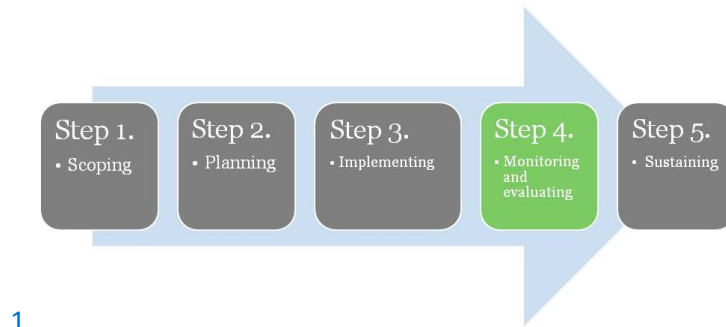 Step 1.
• Scoping
Step 2.
• Planning
Step 3.
• Implementing
Step 4.
• Monitoring
and
evaluating
Step 5.
• Sustaining
1